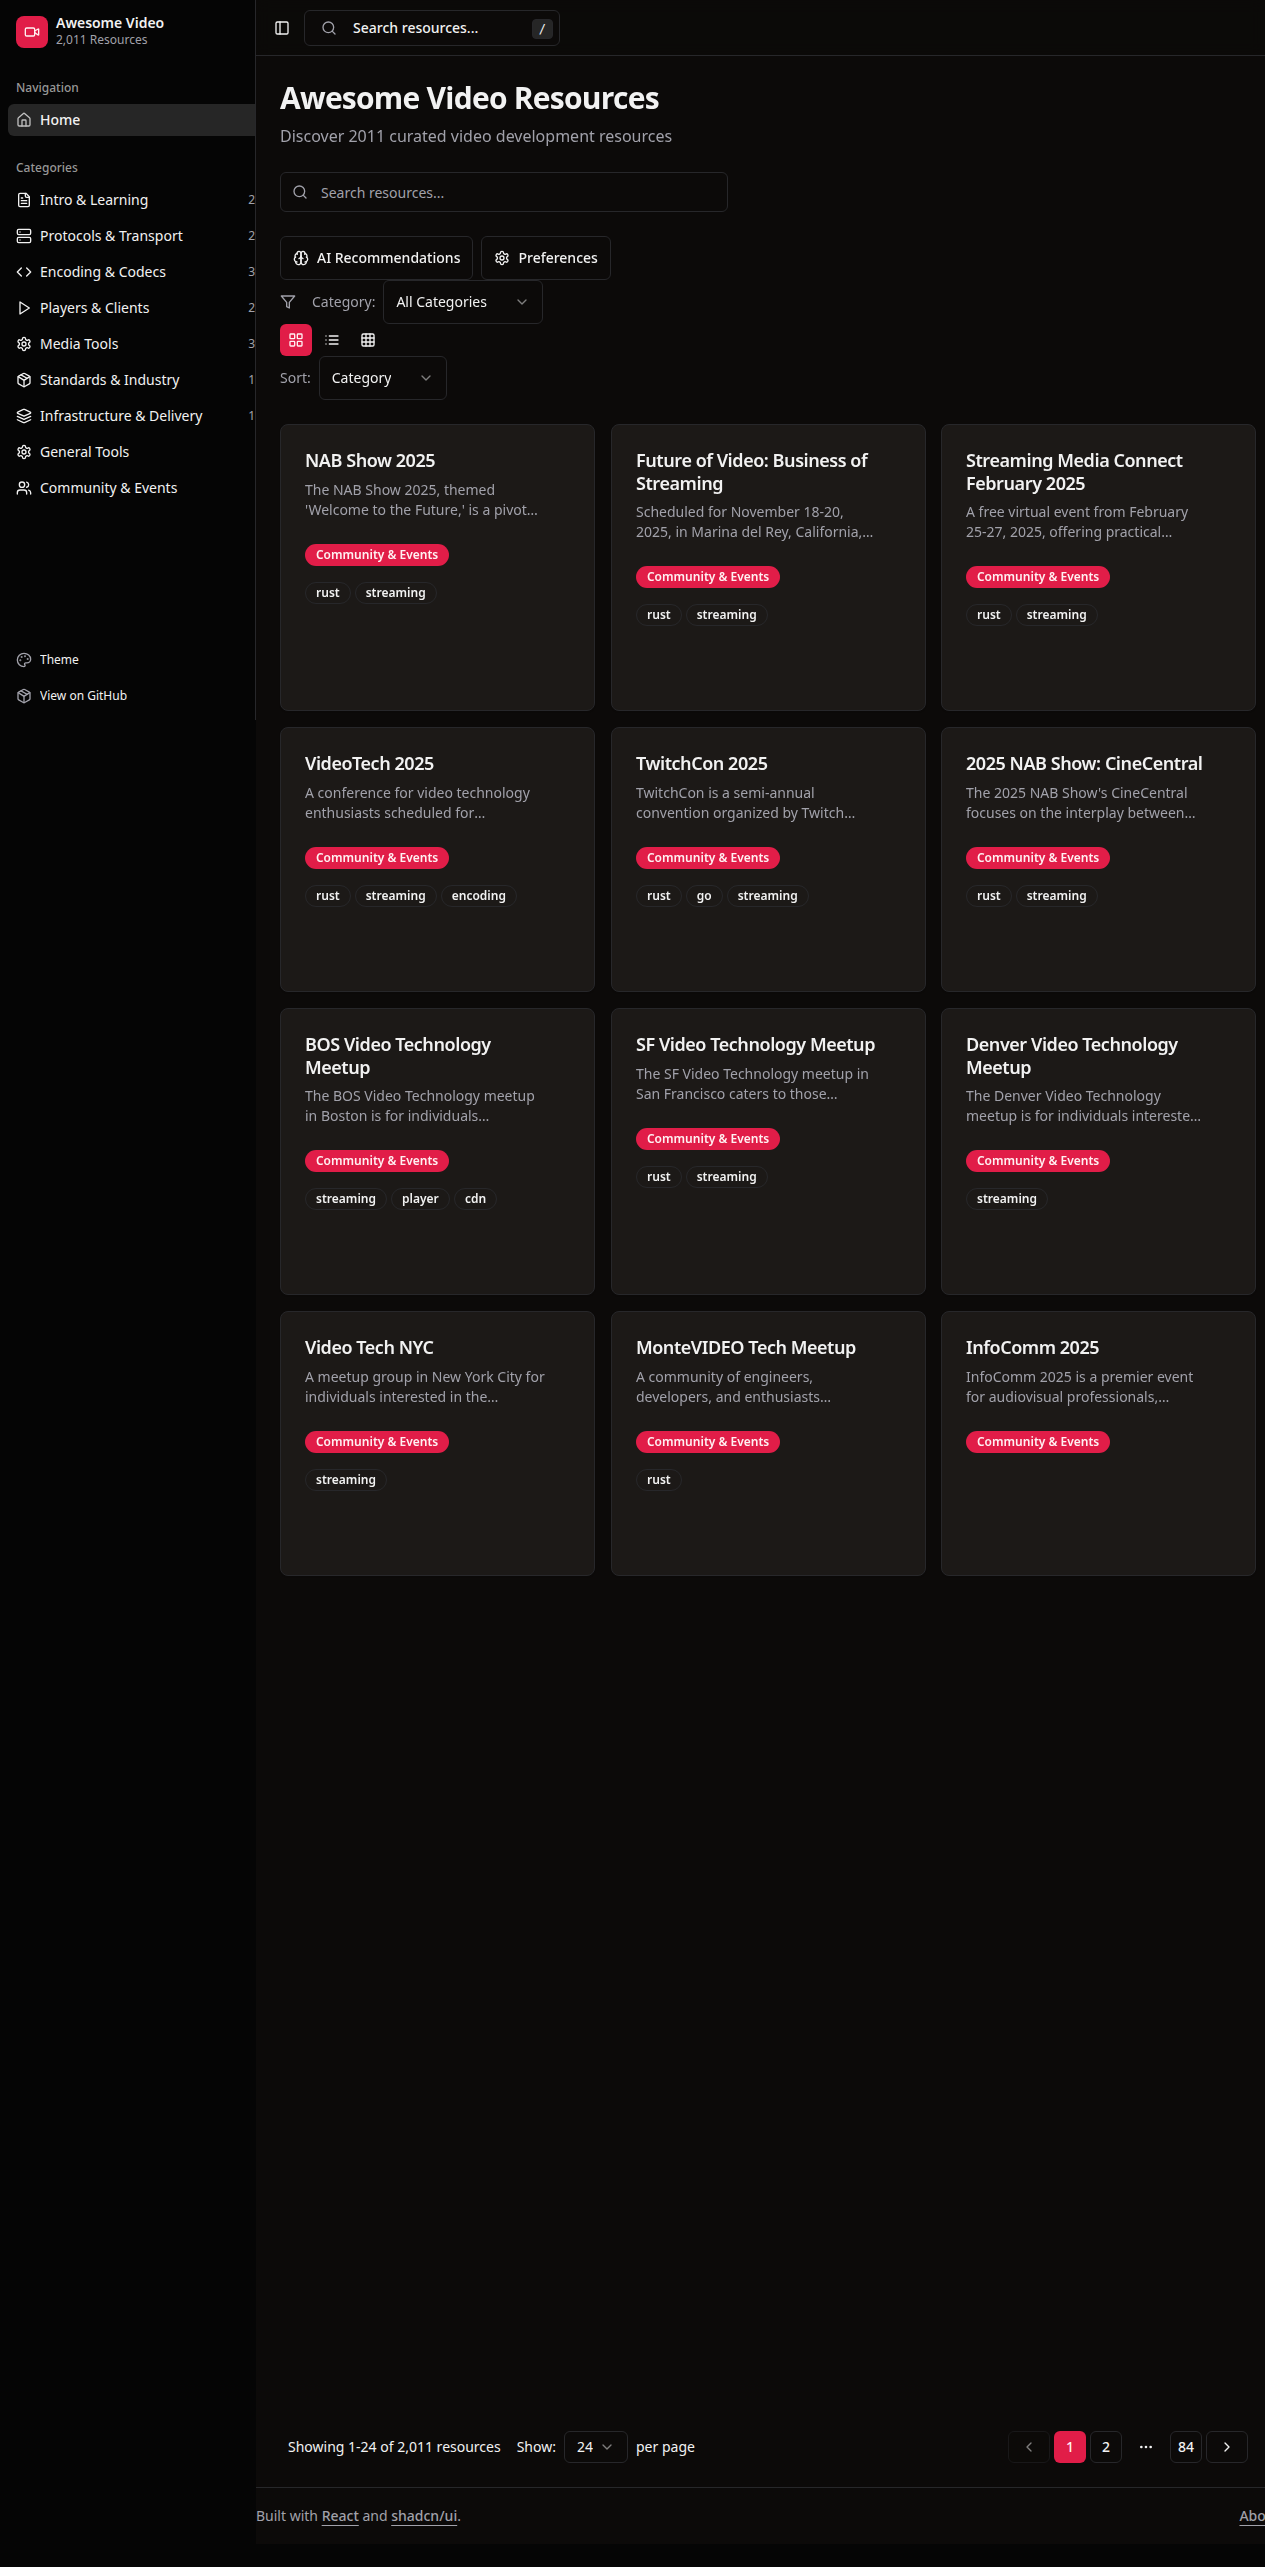 Awesome Video
2,011 Resources
Navigation
Home
Categories
Intro & Learning 2
Protocols & Transport 2
Encoding & Codecs 3
Players & Clients 2
Media Tools 3
Standards & Industry 1
Infrastructure & Delivery 1
General Tools
Community & Events
Theme
View on GitHub
Search resources... /
Awesome Video Resources
Discover 2011 curated video development resources
Search resources...
AI Recommendations Preferences
Category: All Categories
Sort: Category
NAB Show 2025
The NAB Show 2025, themed
'Welcome to the Future,' is a pivot...
Community & Events
rust streaming
Future of Video: Business of
Streaming
Scheduled for November 18-20,
2025, in Marina del Rey, California,...
Community & Events
rust streaming
Streaming Media Connect
February 2025
A free virtual event from February
25-27, 2025, offering practical...
Community & Events
rust streaming
VideoTech 2025
A conference for video technology
enthusiasts scheduled for...
Community & Events
rust streaming encoding
TwitchCon 2025
TwitchCon is a semi-annual
convention organized by Twitch...
Community & Events
rust go streaming
2025 NAB Show: CineCentral
The 2025 NAB Show's CineCentral
focuses on the interplay between...
Community & Events
rust streaming
BOS Video Technology
Meetup
The BOS Video Technology meetup
in Boston is for individuals...
Community & Events
streaming player cdn
SF Video Technology Meetup
The SF Video Technology meetup in
San Francisco caters to those...
Community & Events
rust streaming
Denver Video Technology
Meetup
The Denver Video Technology
meetup is for individuals intereste...
Community & Events
streaming
Video Tech NYC
A meetup group in New York City for
individuals interested in the...
Community & Events
streaming
MonteVIDEO Tech Meetup
A community of engineers,
developers, and enthusiasts...
Community & Events
rust
InfoComm 2025
InfoComm 2025 is a premier event
for audiovisual professionals,...
Community & Events
Showing 1-24 of 2,011 resources Show: 24 per page 1 2 ... 84
Built with React and shadcn/ui. Abo